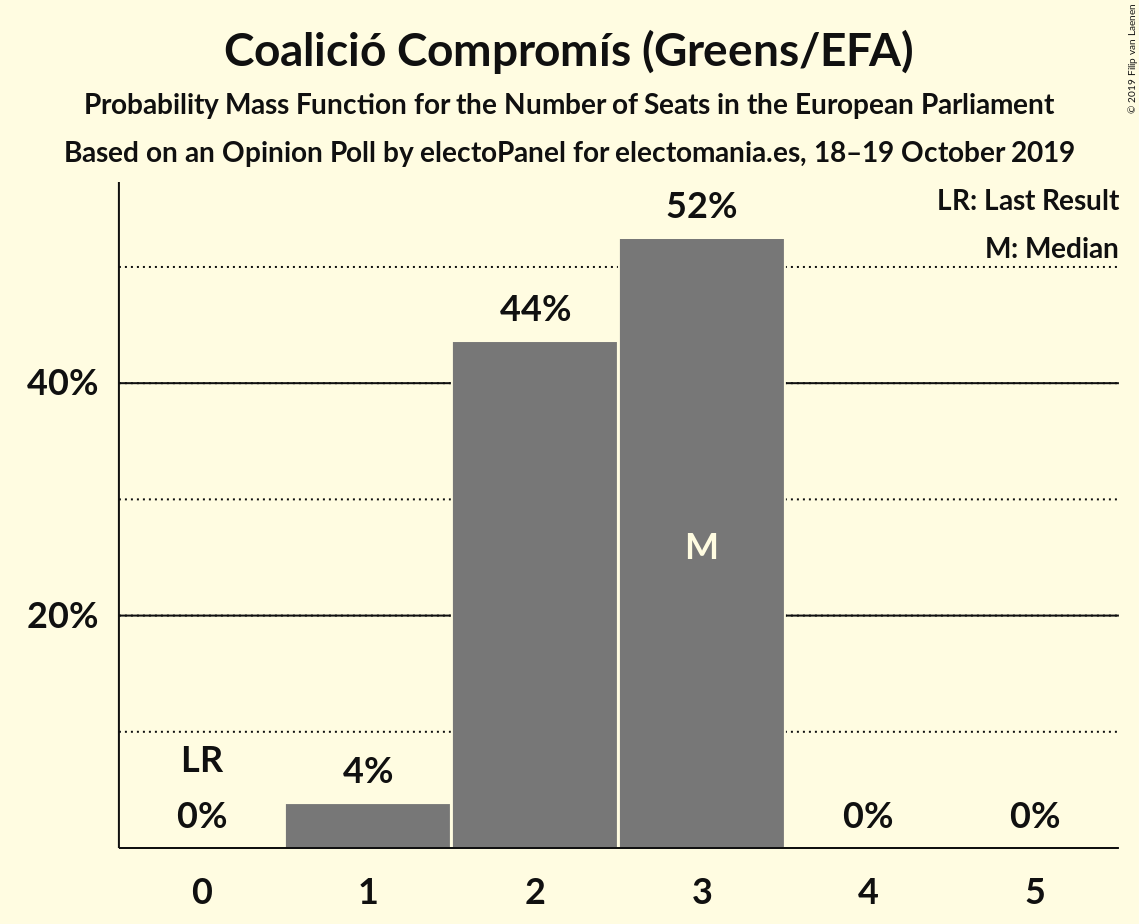 Coalició Compromís (Greens/EFA)
Probability Mass Function for the Number of Seats in the European Parliament
Based on an Opinion Poll by electoPanel for electomania.es, 18–19 October 2019
© 2019 Filip van Laenen
LR: Last Result
M: Median
52%
44%
40%
M
20%
LR
4%
0%
0%
0%
0
1
2
3
4
5